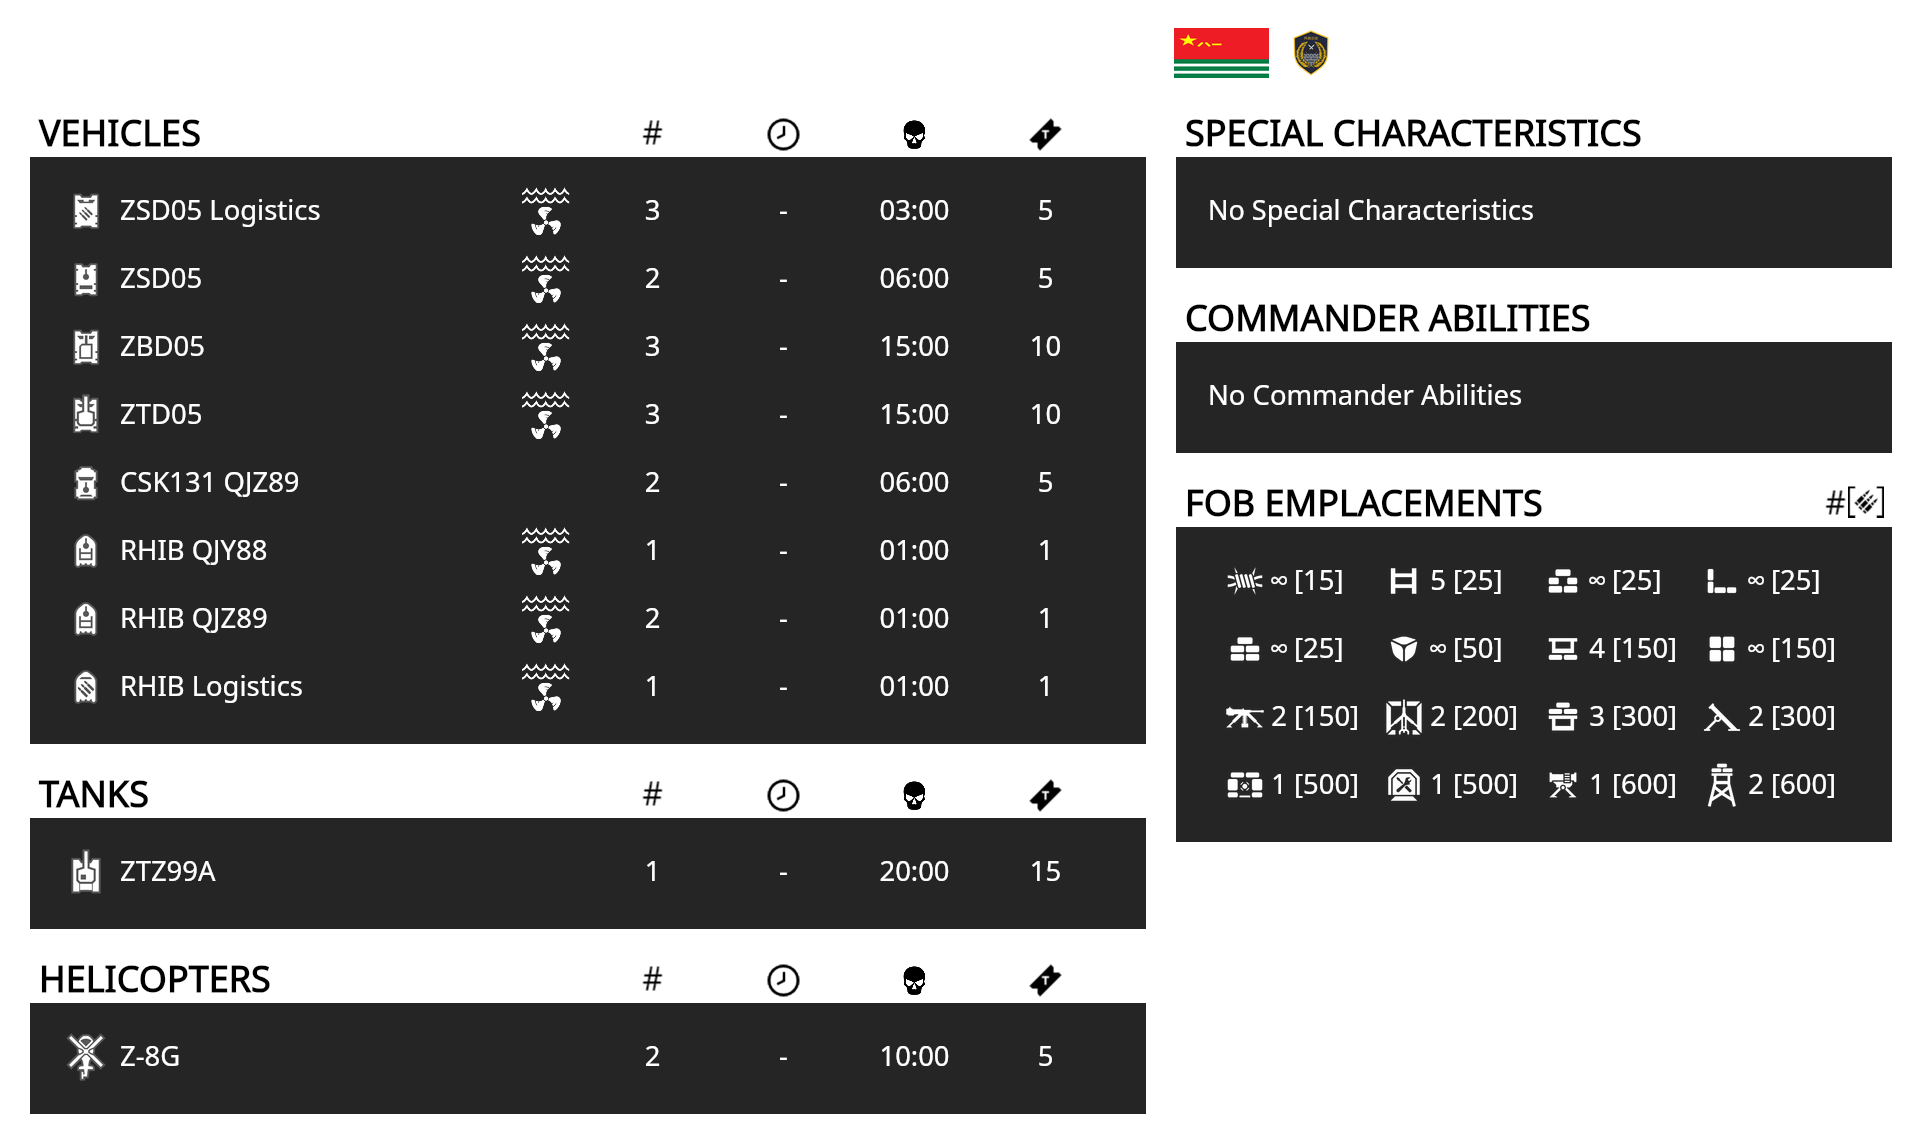 VEHICLES #
ZSD05 Logistics 3 - 03:00 5
ZSD05 2 - 06:00 5
ZBD05 3 - 15:00 10
ZTD05 3 - 15:00 10
CSK131 QJZ89 2 - 06:00 5
RHIB QJY88 1 - 01:00 1
RHIB QJZ89 2 - 01:00 1
RHIB Logistics 1 - 01:00 1
TANKS #
ZTZ99A 1 - 20:00 15
HELICOPTERS #
Z-8G 2 - 10:00 5
SPECIAL CHARACTERISTICS
No Special Characteristics
COMMANDER ABILITIES
No Commander Abilities
FOB EMPLACEMENTS #[]
∞ [15] 5 [25] ∞ [25] ∞ [25]
∞ [25] ∞ [50] 4 [150] ∞ [150]
2 [150] 2 [200] 3 [300] 2 [300]
1 [500] 1 [500] 1 [600] 2 [600]